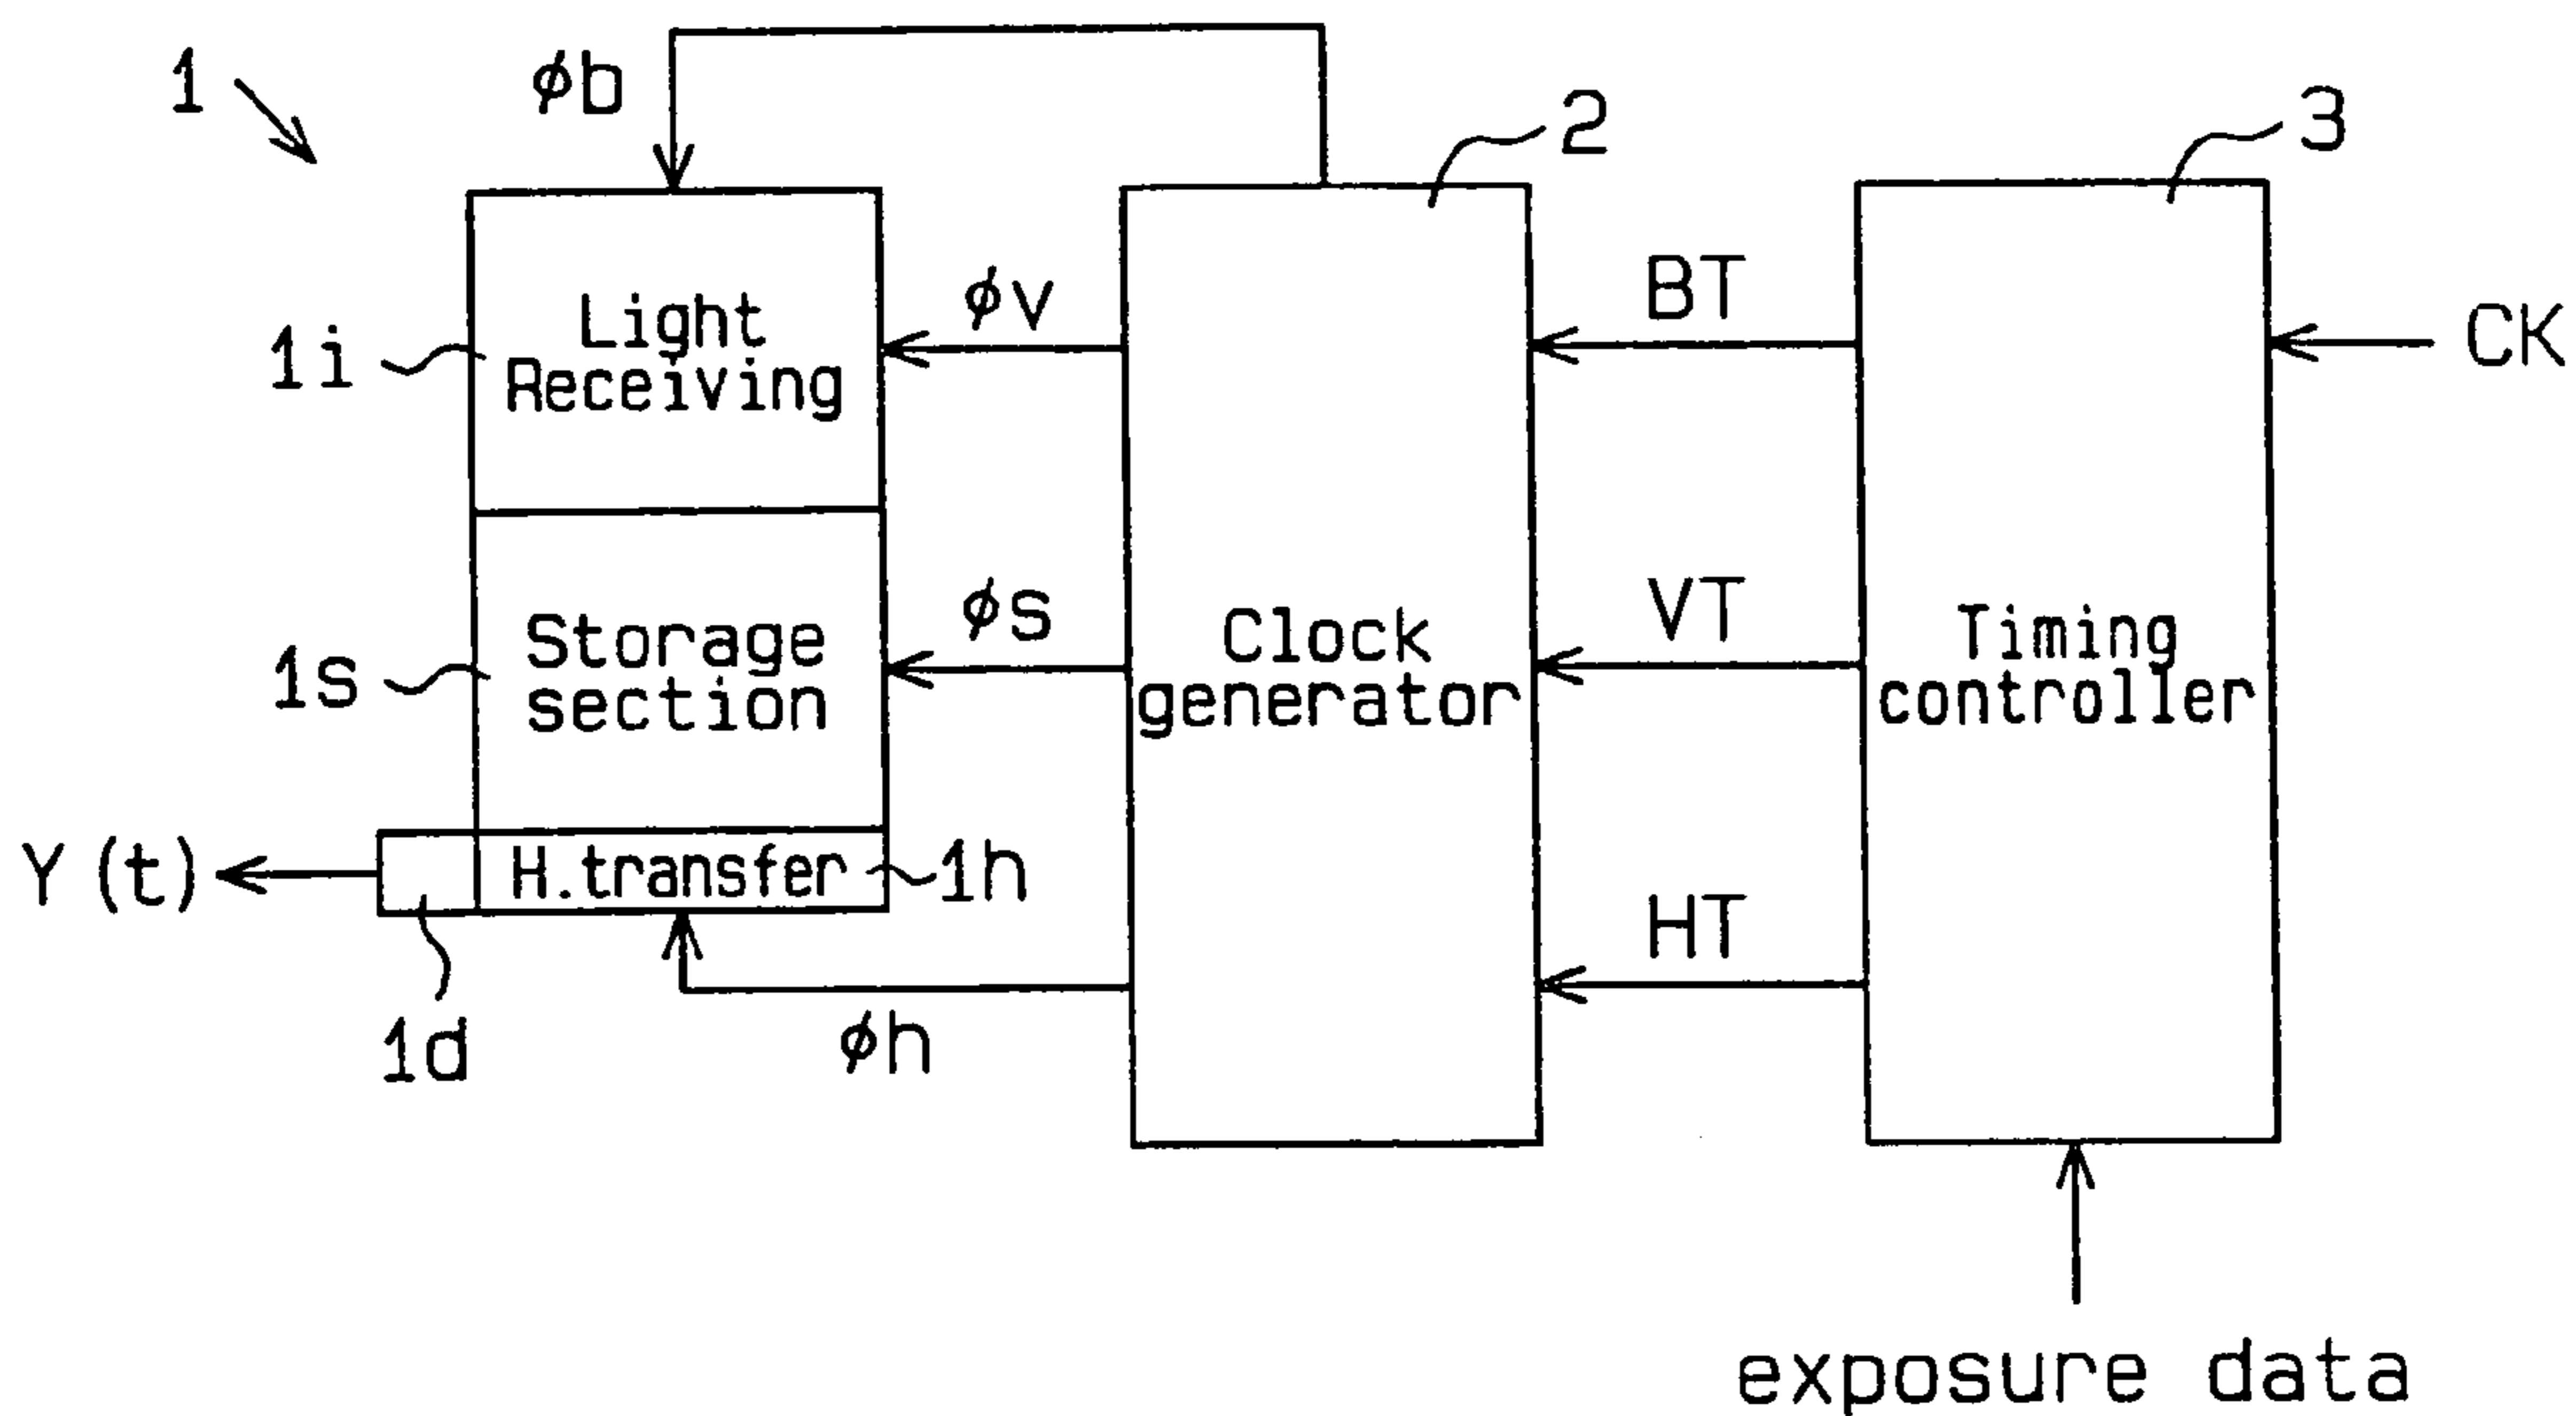 1
φb
2
3
1i
Light
Receiving
φv
BT
CK
1s
Storage
section
φs
Clock
generator
VT
Timing
controller
Y (t)
H.transfer
1h
HT
1d
φh
exposure data